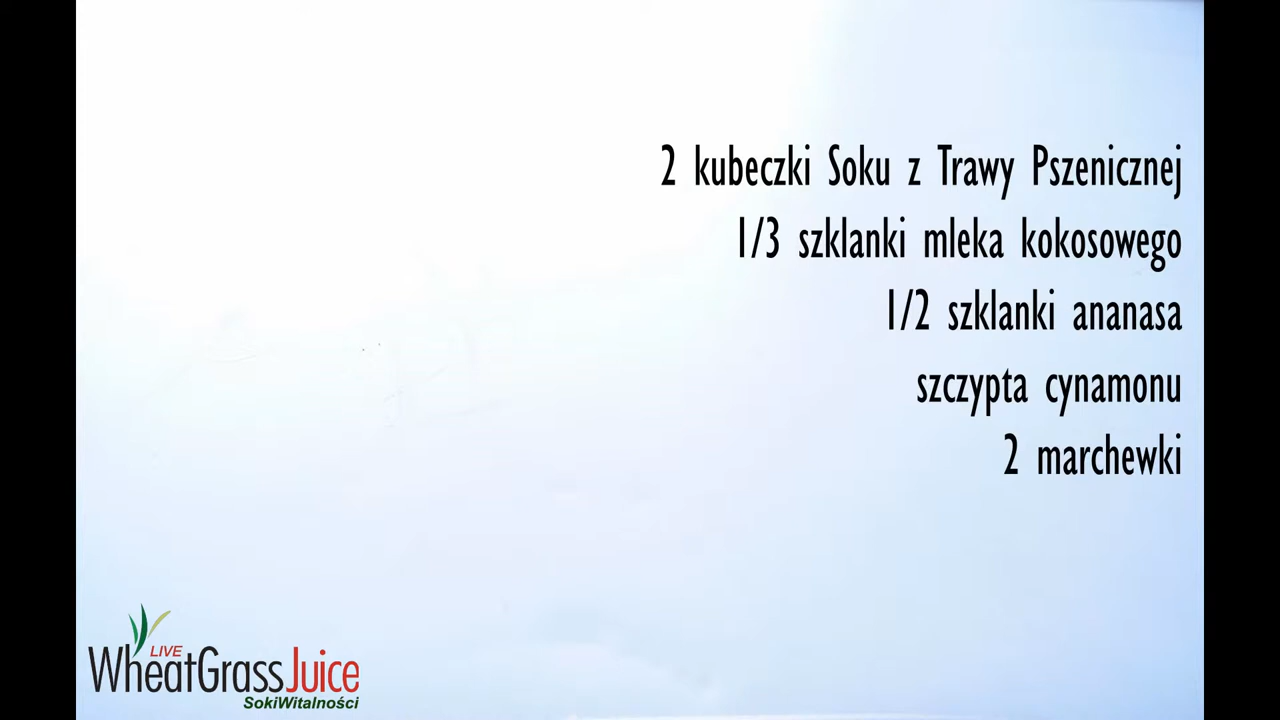 2 kubeczki Soku z Trawy Pszenicznej
1/3 szklanki mleka kokosowego
1/2 szklanki ananasa
szczypta cynamonu
2 marchewki
LIVE
WheatGrassJuice
SokiWitalności